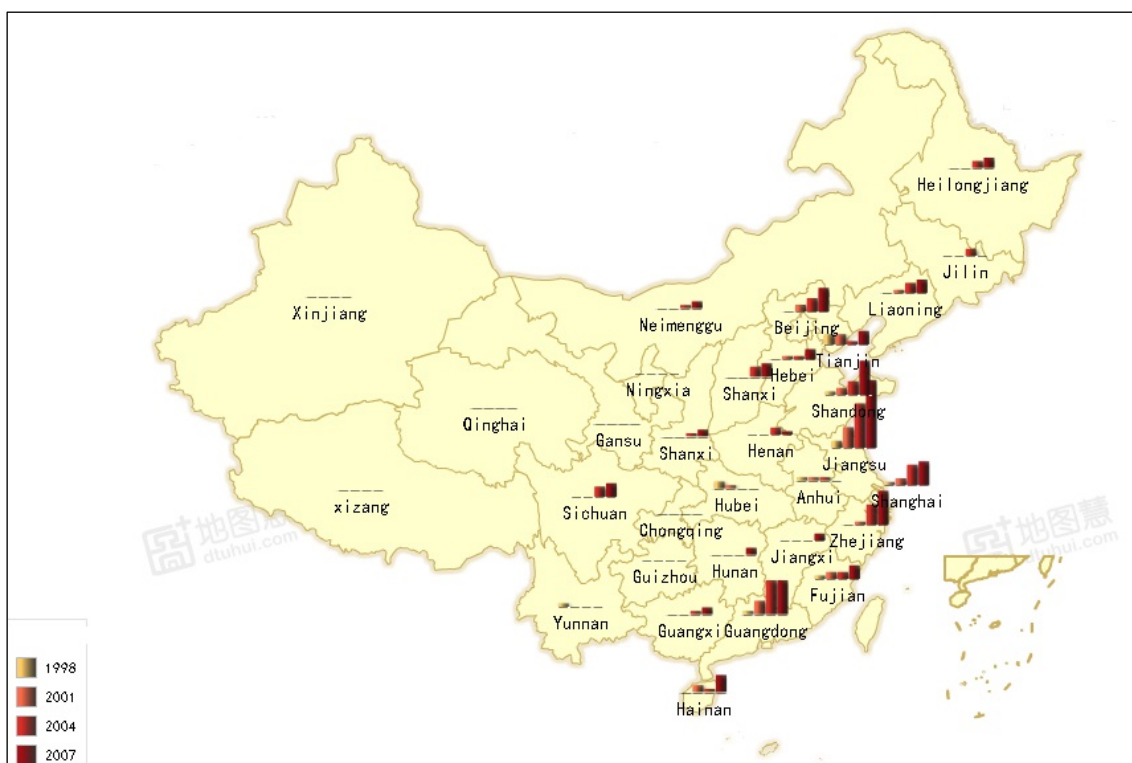 Heilongjiang
Jilin
Xinjiang
Neimenggu
Beijing
Liaoning
Tianjin
Hebei
Ningxia
Shanxi
Shandong
Qinghai
Gansu
Shanxi
Henan
Jiangsu
xizang
Sichuan
Hubei
Anhui
Shanghai
Chongqing
Zhejiang
地图慧
dituhui.com
地图慧
dituhui.com
Jiangxi
Hunan
Guizhou
Fujian
Yunnan
Guangxi
Guangdong
Hainan
1998
2001
2004
2007